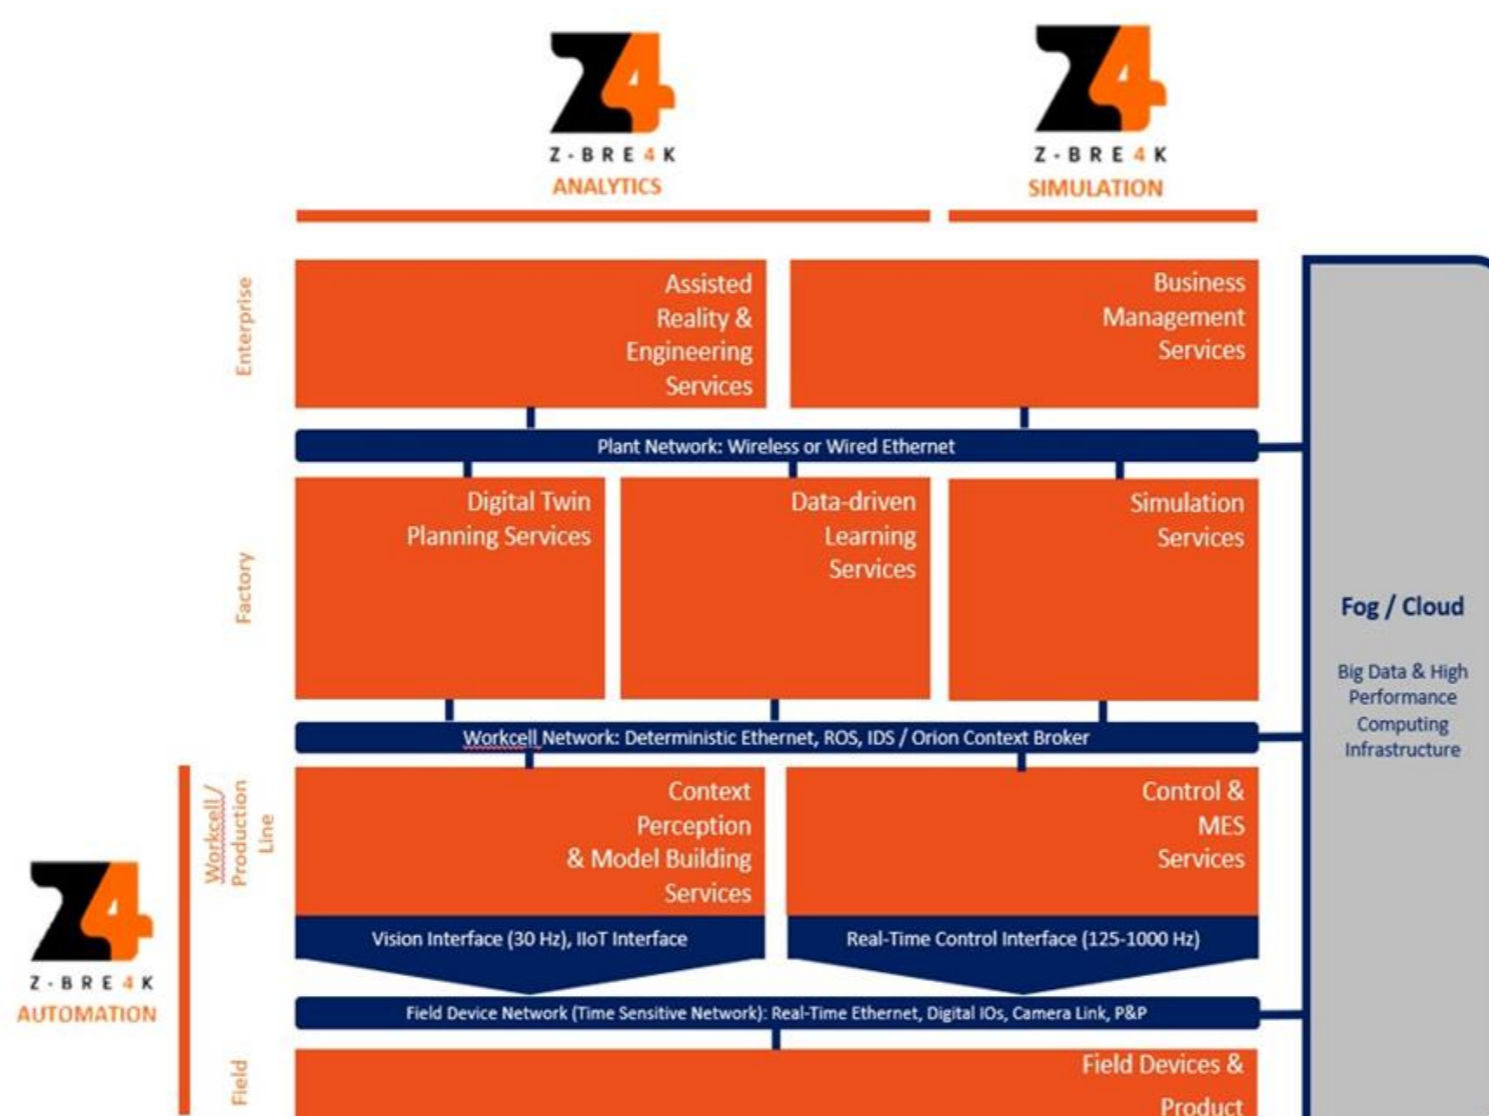 Z4
Z4
Z-BRE4K
Z-BRE4K
ANALYTICS
SIMULATION
Enterprise
Assisted
Reality &
Engineering
Services
Business
Management
Services
Plant Network: Wireless or Wired Ethernet
Factory
Digital Twin
Planning Services
Data-driven
Learning
Services
Simulation
Services
Fog / Cloud
Big Data & High
Performance
Computing
Infrastructure
Workcell Network: Deterministic Ethernet, ROS, IDS / Orion Context Broker
Workcell/
Production
Line
Context
Perception
& Model Building
Services
Control &
MES
Services
Z4
Z-BRE4K
AUTOMATION
Vision Interface (30 Hz), IIoT Interface
Real-Time Control Interface (125-1000 Hz)
Field Device Network (Time Sensitive Network): Real-Time Ethernet, Digital IOs, Camera Link, P&P
Field
Field Devices &
Product